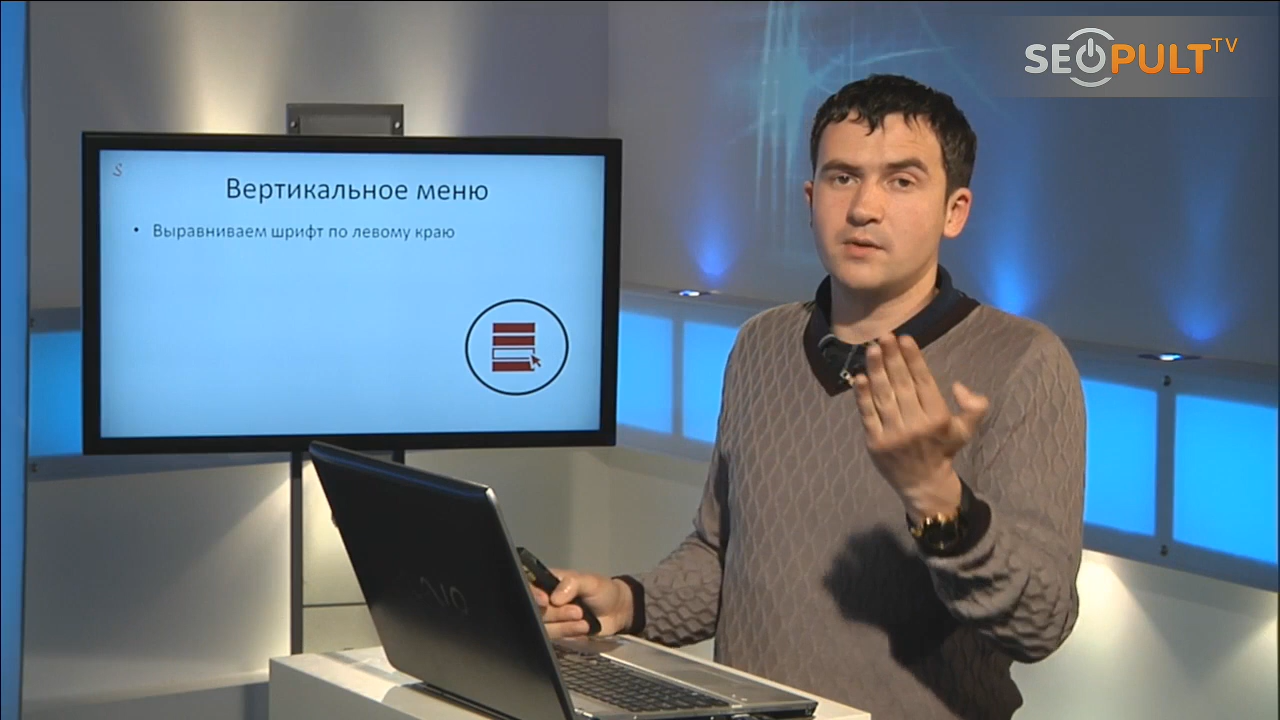 SEOPULT TV
S
Вертикальное меню
• Выравниваем шрифт по левому краю
VAIO